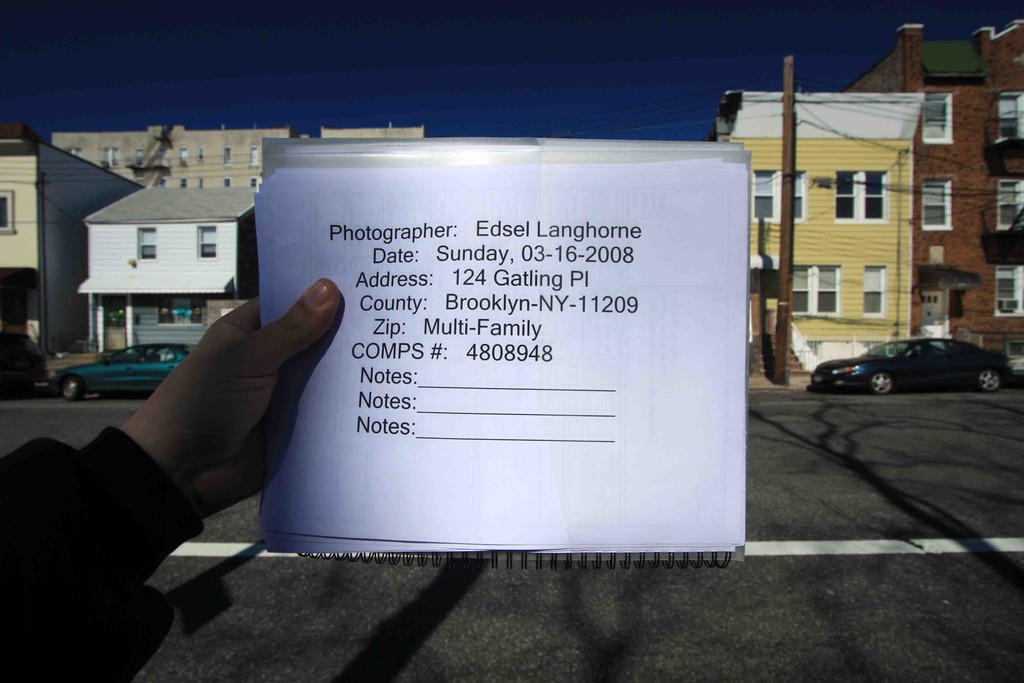 Photographer: Edsel Langhorne
Date: Sunday, 03-16-2008
Address: 124 Gatling Pl
County: Brooklyn-NY-11209
Zip: Multi-Family
COMPS #: 4808948
Notes:
Notes:
Notes: